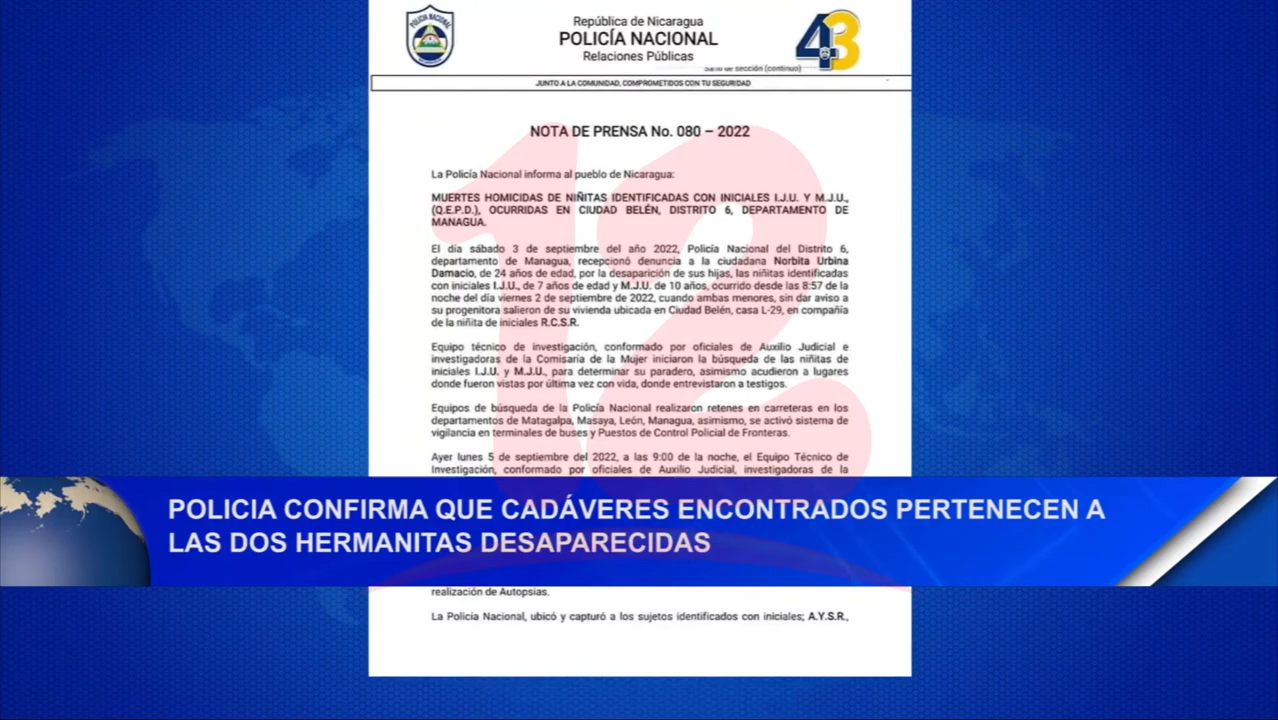 POLICIA NACIONAL
República de Nicaragua
POLICÍA NACIONAL
Relaciones Públicas
43
Salto de sección (continuo)
JUNTO A LA COMUNIDAD, COMPROMETIDOS CON TU SEGURIDAD
NOTA DE PRENSA No. 080 – 2022
La Policía Nacional informa al pueblo de Nicaragua:
MUERTES HOMICIDAS DE NIÑITAS IDENTIFICADAS CON INICIALES I.J.U. Y M.J.U.,
(Q.E.P.D.), OCURRIDAS EN CIUDAD BELÉN, DISTRITO 6, DEPARTAMENTO DE
MANAGUA.
El día sábado 3 de septiembre del año 2022, Policía Nacional del Distrito 6,
departamento de Managua, recepcionó denuncia a la ciudadana Norbita Urbina
Damacio, de 24 años de edad, por la desaparición de sus hijas, las niñitas identificadas
con iniciales I.J.U., de 7 años de edad y M.J.U. de 10 años, ocurrido desde las 8:57 de la
noche del día viernes 2 de septiembre de 2022, cuando ambas menores, sin dar aviso a
su progenitora salieron de su vivienda ubicada en Ciudad Belén, casa L-29, en compañía
de la niñita de iniciales R.C.S.R.
Equipo técnico de investigación, conformado por oficiales de Auxilio Judicial e
investigadoras de la Comisaría de la Mujer iniciaron la búsqueda de las niñitas de
iniciales I.J.U. y M.J.U., para determinar su paradero, asimismo acudieron a lugares
donde fueron vistas por última vez con vida, donde entrevistaron a testigos.
Equipos de búsqueda de la Policía Nacional realizaron retenes en carreteras en los
departamentos de Matagalpa, Masaya, León, Managua, asimismo, se activó sistema de
vigilancia en terminales de buses y Puestos de Control Policial de Fronteras.
Ayer lunes 5 de septiembre del 2022, a las 9:00 de la noche, el Equipo Técnico de
Investigación, conformado por oficiales de Auxilio Judicial, investigadoras de la
12
POLICIA CONFIRMA QUE CADÁVERES ENCONTRADOS PERTENECEN A
LAS DOS HERMANITAS DESAPARECIDAS
realización de Autopsias.
La Policía Nacional, ubicó y capturó a los sujetos identificados con iniciales; A.Y.S.R.,